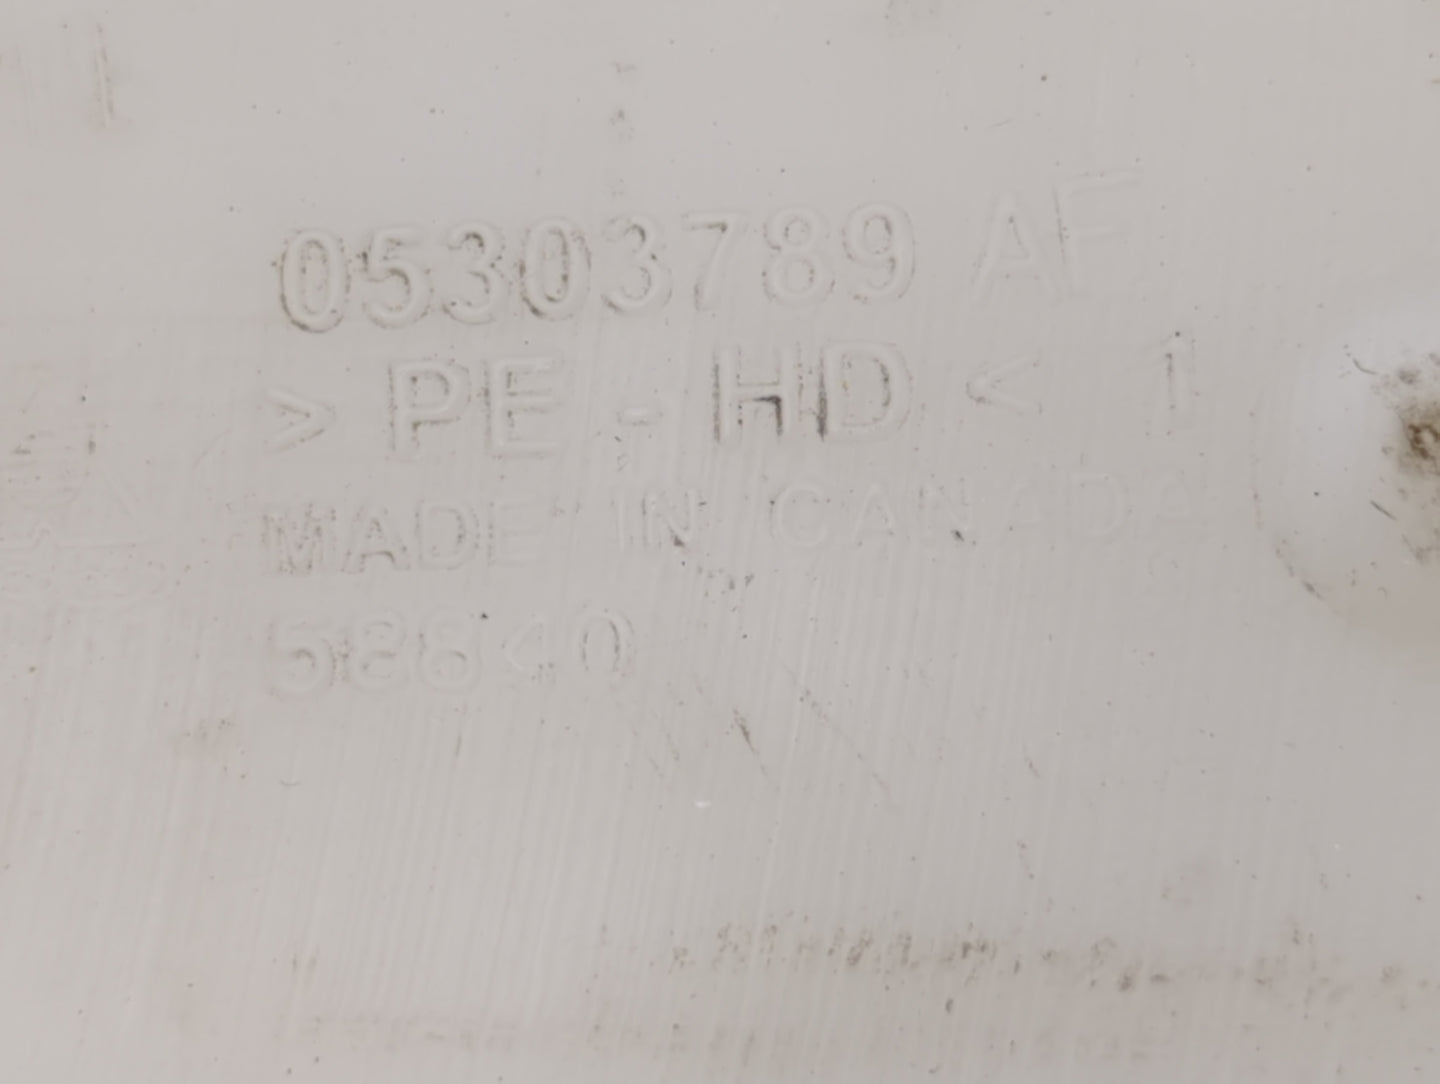 05303789 AF
> PE - HD < 1
MADE IN CANADA
58840